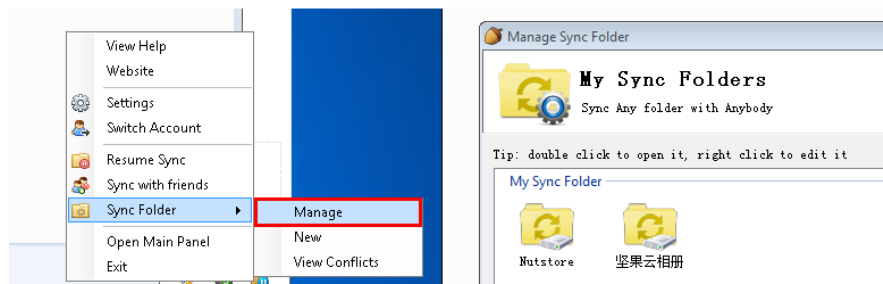 View Help
Website
Settings
Switch Account
Resume Sync
Sync with friends
Sync Folder
Open Main Panel
Exit
Manage
New
View Conflicts
Manage Sync Folder
My Sync Folders
Sync Any folder with Anybody
Tip: double click to open it, right click to edit it
My Sync Folder
Nutstore
坚果云相册